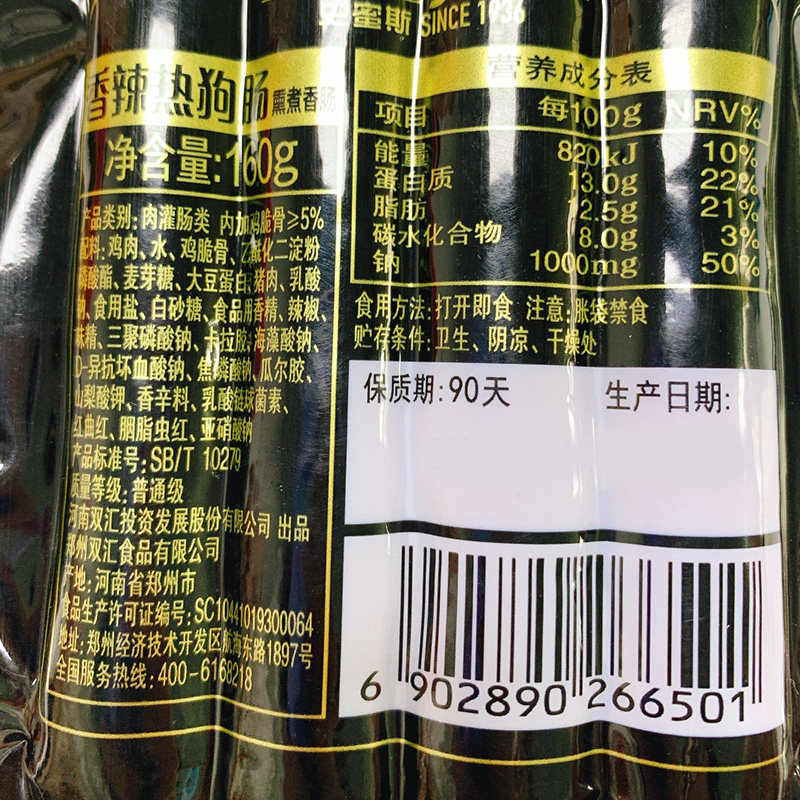 史蜜斯 SINCE 1936
香辣热狗肠 熏煮香肠
净含量:160g
产品类别: 肉灌肠类 内加鸡脆骨≥5%
配料: 鸡肉、水、鸡脆骨、乙酰化二淀粉
磷酸酯、麦芽糖、大豆蛋白、猪肉、乳酸
钠、食用盐、白砂糖、食品用香精、辣椒、
味精、三聚磷酸钠、卡拉胶、海藻酸钠、
D-异抗坏血酸钠、焦磷酸钠、瓜尔胶、
山梨酸钾、香辛料、乳酸链球菌素、
红曲红、胭脂虫红、亚硝酸钠
产品标准号: SB/T 10279
质量等级: 普通级
河南双汇投资发展股份有限公司 出品
郑州双汇食品有限公司
产地: 河南省郑州市
食品生产许可证编号: SC10441019300064
地址: 郑州经济技术开发区航海东路1897号
全国服务热线: 400-6168218
营养成分表
项目 每100g NRV%
能量 820kJ 10%
蛋白质 13.0g 22%
脂肪 12.5g 21%
碳水化合物 8.0g 3%
钠 1000mg 50%
食用方法: 打开即食 注意: 胀袋禁食
贮存条件: 卫生、阴凉、干燥处
保质期: 90天 生产日期:
6 902890 266501